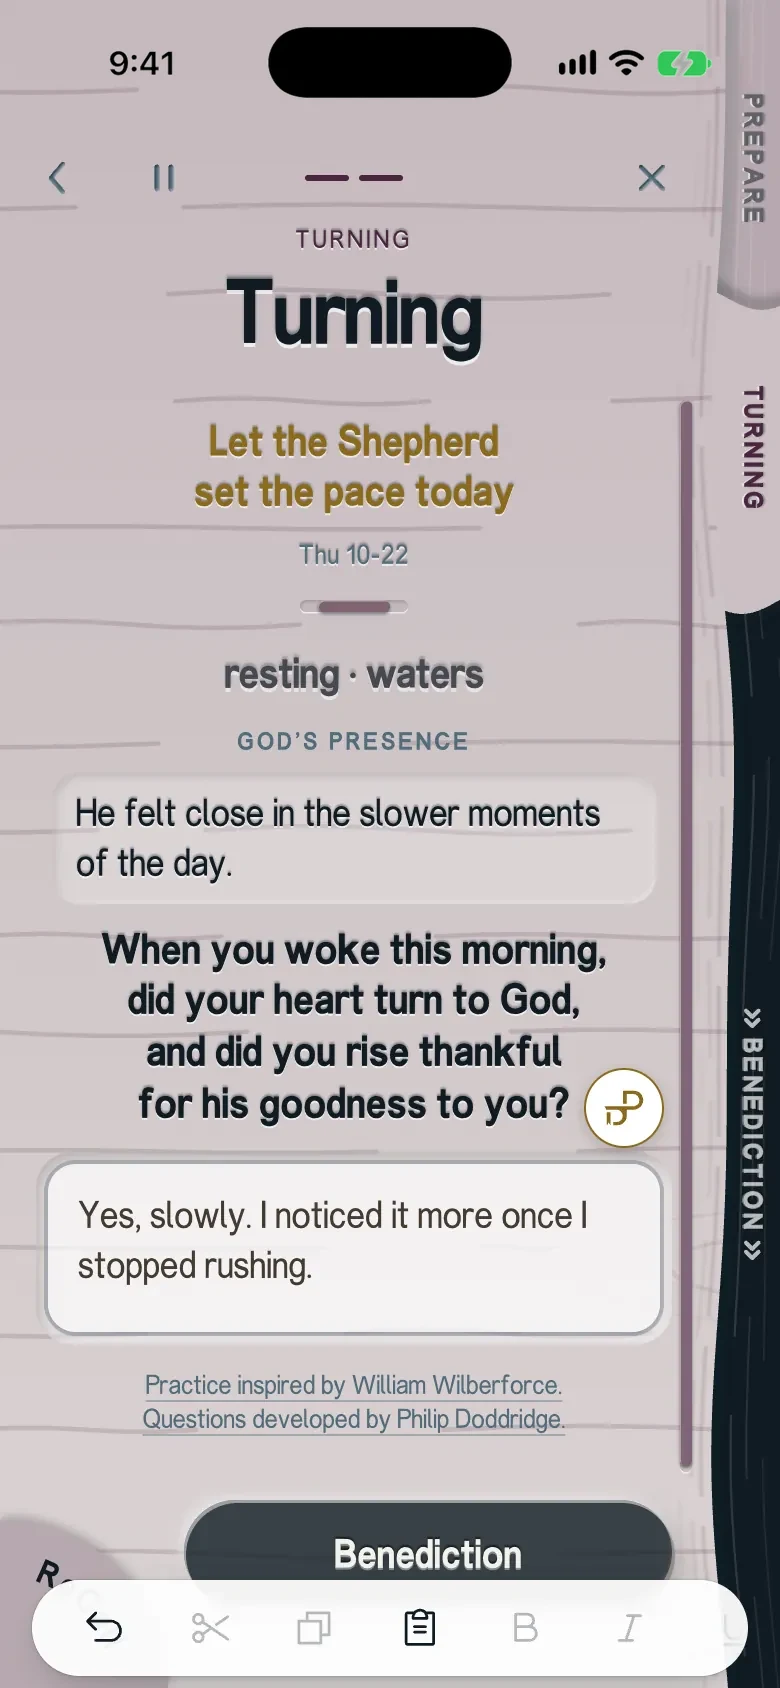 9:41
PREPARE
TURNING
Turning
Let the Shepherd
set the pace today
Thu 10-22
TURNING
resting · waters
GOD’S PRESENCE
He felt close in the slower moments
of the day.
When you woke this morning,
did your heart turn to God,
and did you rise thankful
for his goodness to you?
» BENEDICTION »
Yes, slowly. I noticed it more once I
stopped rushing.
Practice inspired by William Wilberforce.
Questions developed by Philip Doddridge.
Benediction
B I U